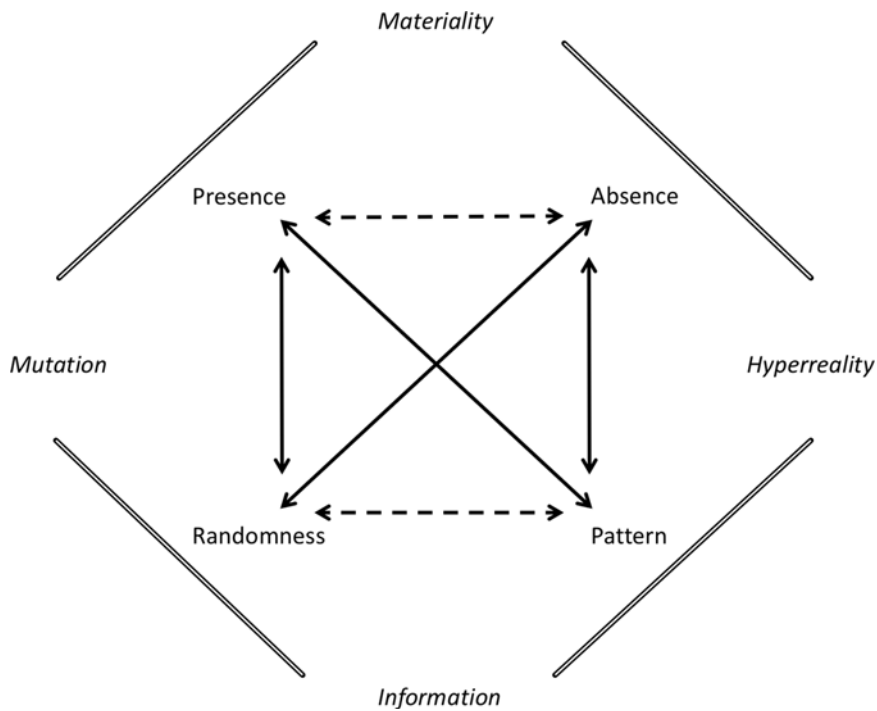 Materiality
Presence
Absence
Mutation
Hyperreality
Randomness
Pattern
Information